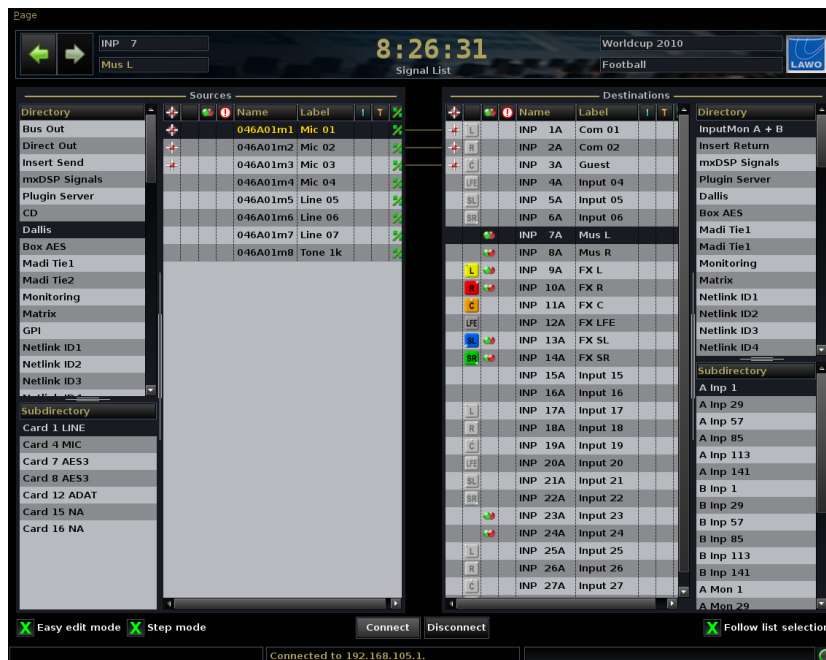 Page
INP 7
Mus L
8:26:31
Signal List
Worldcup 2010
Football
LAWO
Sources
Destinations
Directory
Bus Out
Direct Out
Insert Send
mxDSP Signals
Plugin Server
CD
Dallis
Box AES
Madi Tie1
Madi Tie2
Monitoring
Matrix
GPI
Netlink ID1
Netlink ID2
Netlink ID3
Subdirectory
Card 1 LINE
Card 4 MIC
Card 7 AES3
Card 8 AES3
Card 12 ADAT
Card 15 NA
Card 16 NA
Name Label ! T
046A01m1 Mic 01
046A01m2 Mic 02
046A01m3 Mic 03
046A01m4 Mic 04
046A01m5 Line 05
046A01m6 Line 06
046A01m7 Line 07
046A01m8 Tone 1k
Name Label ! T
L INP 1A Com 01
R INP 2A Com 02
C INP 3A Guest
LFE INP 4A Input 04
SL INP 5A Input 05
SR INP 6A Input 06
INP 7A Mus L
INP 8A Mus R
L INP 9A FX L
R INP 10A FX R
C INP 11A FX C
LFE INP 12A FX LFE
SL INP 13A FX SL
SR INP 14A FX SR
INP 15A Input 15
INP 16A Input 16
L INP 17A Input 17
R INP 18A Input 18
C INP 19A Input 19
LFE INP 20A Input 20
SL INP 21A Input 21
SR INP 22A Input 22
INP 23A Input 23
INP 24A Input 24
L INP 25A Input 25
R INP 26A Input 26
C INP 27A Input 27
Directory
InputMon A + B
Insert Return
mxDSP Signals
Plugin Server
Dallis
Box AES
Madi Tie1
Madi Tie1
Monitoring
Matrix
Netlink ID1
Netlink ID2
Netlink ID3
Netlink ID4
Subdirectory
A Inp 1
A Inp 29
A Inp 57
A Inp 85
A Inp 113
A Inp 141
B Inp 1
B Inp 29
B Inp 57
B Inp 85
B Inp 113
B Inp 141
A Mon 1
A Mon 29
X Easy edit mode X Step mode
Connect Disconnect
X Follow list selection
Connected to 192.168.105.1.